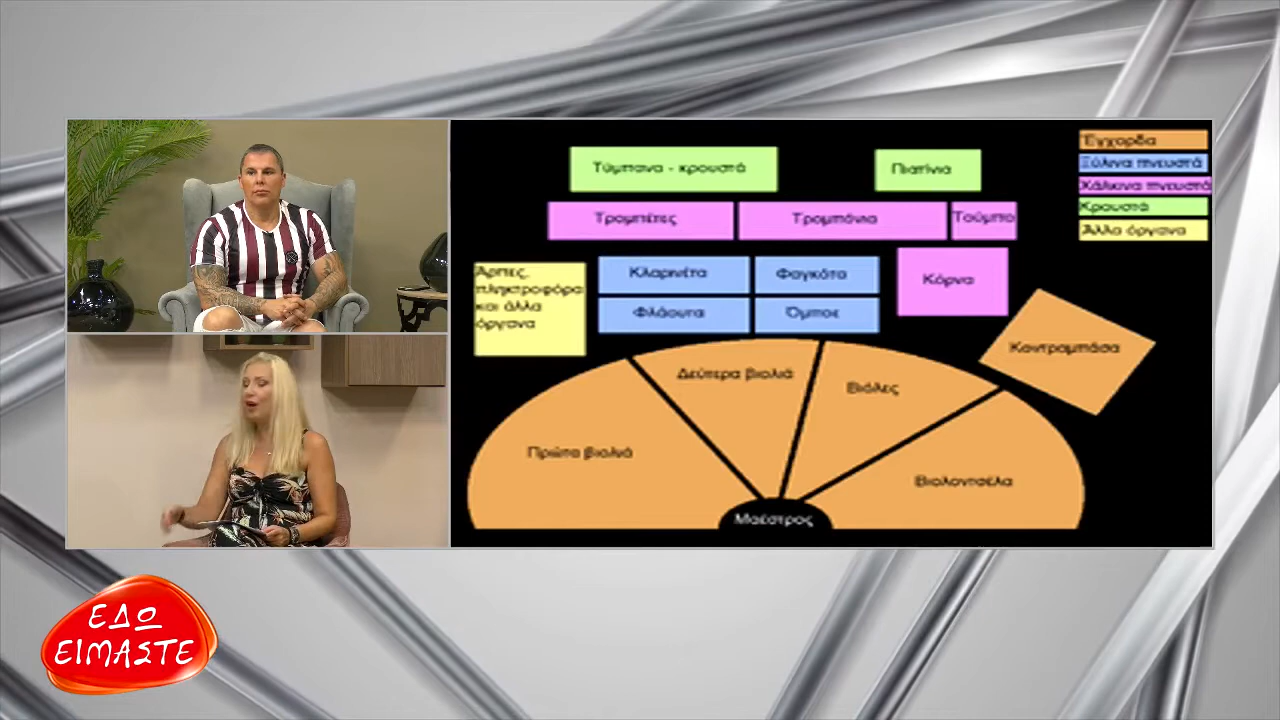 Έγχορδα
Ξύλινα πνευστά
Χάλκινα πνευστά
Κρουστά
Άλλα όργανα
Τύμπανα - κρουστά
Πιατίνια
Τρομπέτες
Τρομπόνια
Τούμπα
Άρπες,
πληκτροφόρα
και άλλα
όργανα
Κλαρινέτα
Φαγκότα
Κόρνα
Φλάουτα
Όμποε
Κοντραμπάσα
Δεύτερα βιολιά
Βιόλες
Πρώτα βιολιά
Βιολοντσέλα
Μαέστρος
ΕΔΩ
ΕΙΜΑΣΤΕ